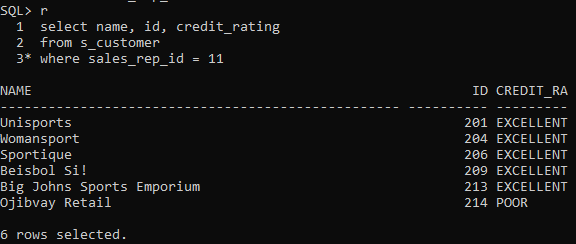 SQL> r
  1  select name, id, credit_rating
  2  from s_customer
  3* where sales_rep_id = 11

NAME                                                       ID CREDIT_RA
-------------------------------------------------- ---------- ---------
Unisports                                                 201 EXCELLENT
Womansport                                                204 EXCELLENT
Sportique                                                 206 EXCELLENT
Beisbol Si!                                               209 EXCELLENT
Big Johns Sports Emporium                                 213 EXCELLENT
Ojibvay Retail                                            214 POOR

6 rows selected.